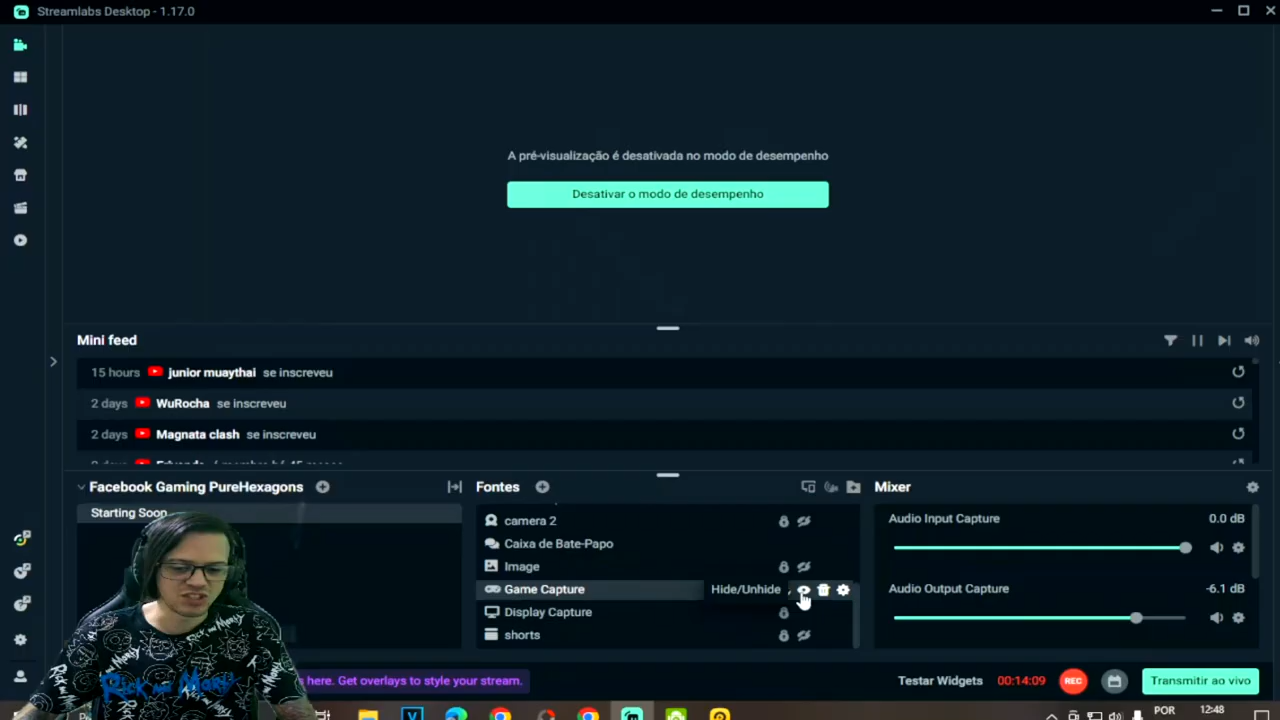 Streamlabs Desktop - 1.17.0
A pré-visualização é desativada no modo de desempenho
Desativar o modo de desempenho
Mini feed
15 hours junior muaythai se inscreveu
2 days WuRocha se inscreveu
2 days Magnata clash se inscreveu
Facebook Gaming PureHexagons
Starting Soon
Fontes
camera 2
Caixa de Bate-Papo
Image
Game Capture
Hide/Unhide
Display Capture
shorts
Mixer
Audio Input Capture 0.0 dB
Audio Output Capture -6.1 dB
here. Get overlays to style your stream.
Testar Widgets 00:14:09 REC Transmitir ao vivo
Rick and Morty
POR 12:48